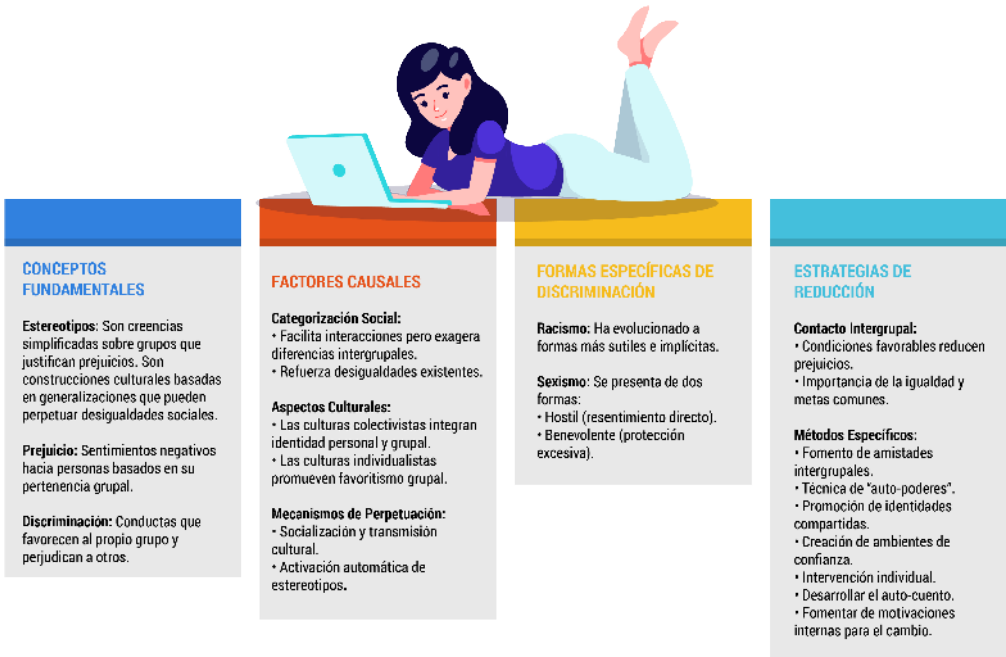 CONCEPTOS
FUNDAMENTALES
Estereotipos: Son creencias
simplificadas sobre grupos que
justifican prejuicios. Son
construcciones culturales basadas
en generalizaciones que pueden
perpetuar desigualdades sociales.
Prejuicio: Sentimientos negativos
hacia personas basados en su
pertenencia grupal.
Discriminación: Conductas que
favorecen al propio grupo y
perjudican a otros.
FACTORES CAUSALES
Categorización Social:
• Facilita interacciones pero exagera
diferencias intergrupales.
• Refuerza desigualdades existentes.
Aspectos Culturales:
• Las culturas colectivistas integran
identidad personal y grupal.
• Las culturas individualistas
promueven favoritismo grupal.
Mecanismos de Perpetuación:
• Socialización y transmisión
cultural.
• Activación automática de
estereotipos.
FORMAS ESPECÍFICAS DE
DISCRIMINACIÓN
Racismo: Ha evolucionado a
formas más sutiles e implícitas.
Sexismo: Se presenta de dos
formas:
• Hostil (resentimiento directo).
• Benevolente (protección
excesiva).
ESTRATEGIAS DE
REDUCCIÓN
Contacto Intergrupal:
• Condiciones favorables reducen
prejuicios.
• Importancia de la igualdad y
metas comunes.
Métodos Específicos:
• Fomento de amistades
intergrupales.
• Técnica de "auto-poderes".
• Promoción de identidades
compartidas.
• Creación de ambientes de
confianza.
• Intervención individual.
• Desarrollar el auto-cuento.
• Fomentar de motivaciones
internas para el cambio.